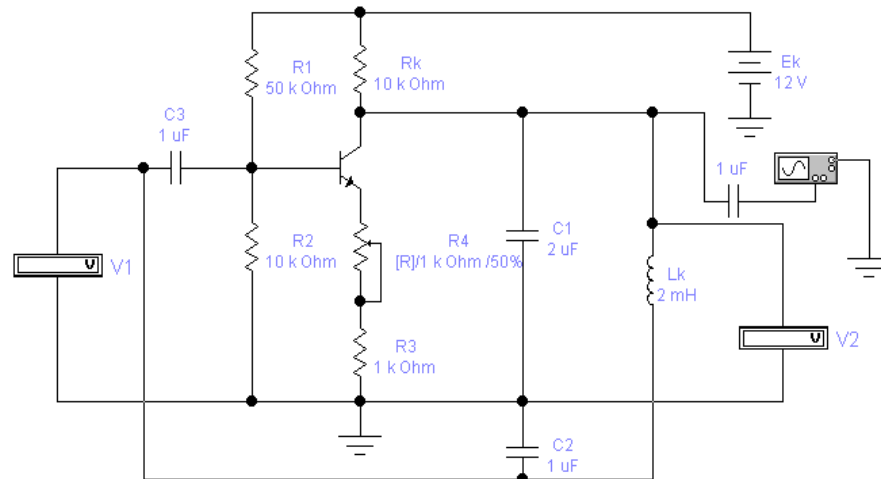 R1
50 k Ohm
Rk
10 k Ohm
Ek
12 V
C3
1 uF
1 uF
V
V1
R2
10 k Ohm
R4
[R]/1 k Ohm /50%
C1
2 uF
Lk
2 mH
V
V2
R3
1 k Ohm
C2
1 uF